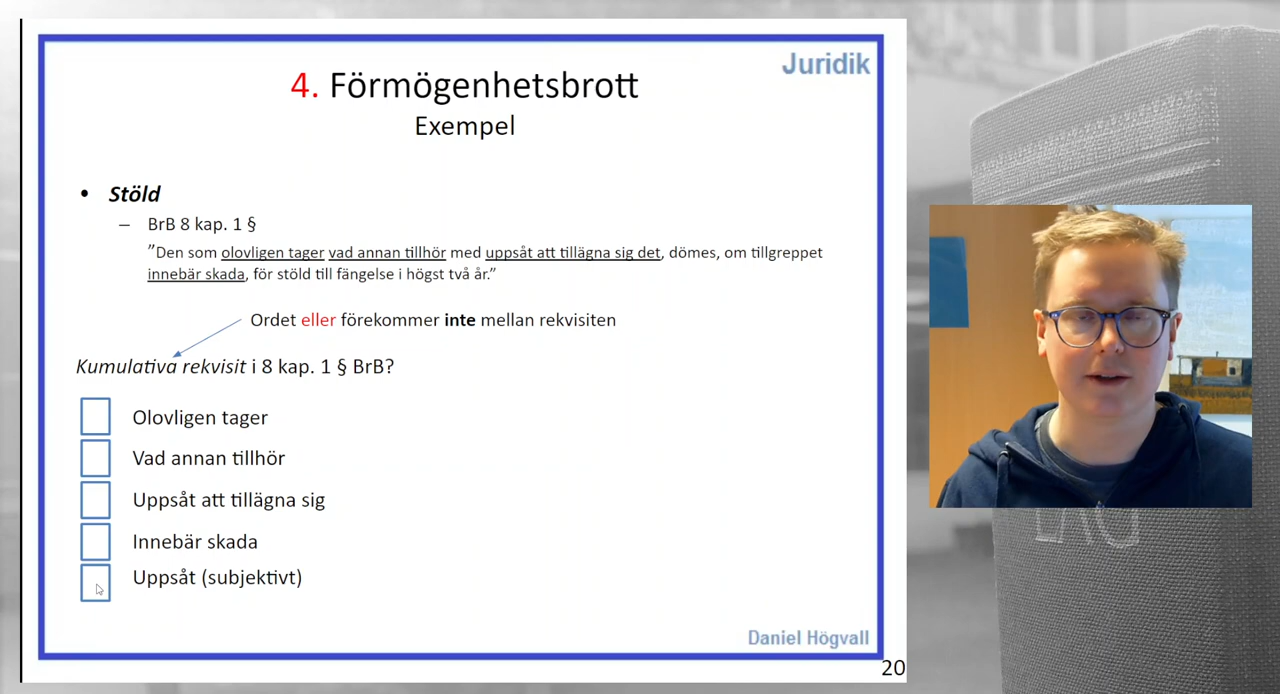 Juridik
4. Förmögenhetsbrott
Exempel
• Stöld
– BrB 8 kap. 1 §
”Den som olovligen tager vad annan tillhör med uppsåt att tillägna sig det, dömes, om tillgreppet
innebär skada, för stöld till fängelse i högst två år.”
Ordet eller förekommer inte mellan rekvisiten
Kumulativa rekvisit i 8 kap. 1 § BrB?
Olovligen tager
Vad annan tillhör
Uppsåt att tillägna sig
Innebär skada
Uppsåt (subjektivt)
Daniel Högvall
20